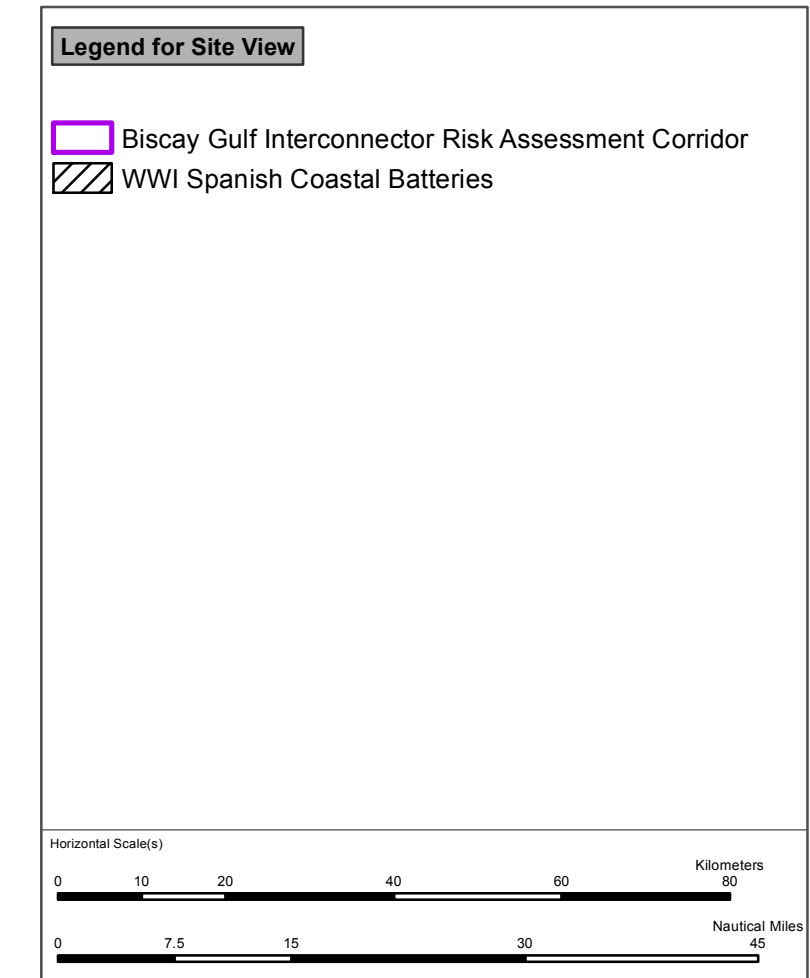 Legend for Site View
Biscay Gulf Interconnector Risk Assessment Corridor
WWI Spanish Coastal Batteries
Horizontal Scale(s)
Kilometers
0 10 20 40 60 80
Nautical Miles
0 7.5 15 30 45